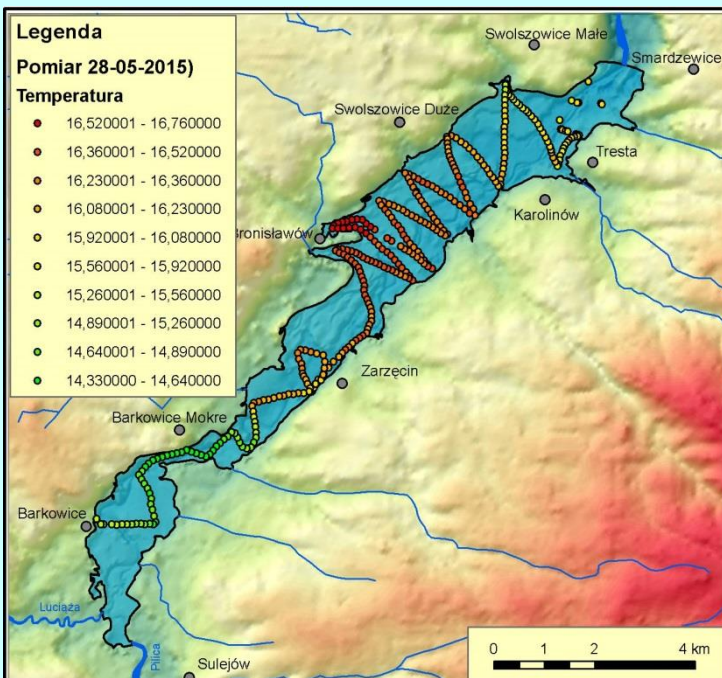 Legenda
Pomiar 28-05-2015)
Temperatura
16,520001 - 16,760000
16,360001 - 16,520000
16,230001 - 16,360000
16,080001 - 16,230000
15,920001 - 16,080000
15,560001 - 15,920000
15,260001 - 15,560000
14,890001 - 15,260000
14,640001 - 14,890000
14,330000 - 14,640000
Swolszowice Małe
Smardzewice
Swolszowice Duże
Tresta
Karolinów
Bronisławów
Zarzęcin
Barkowice Mokre
Barkowice
Luciąża
Pilica
Sulejów
0 1 2 4 km